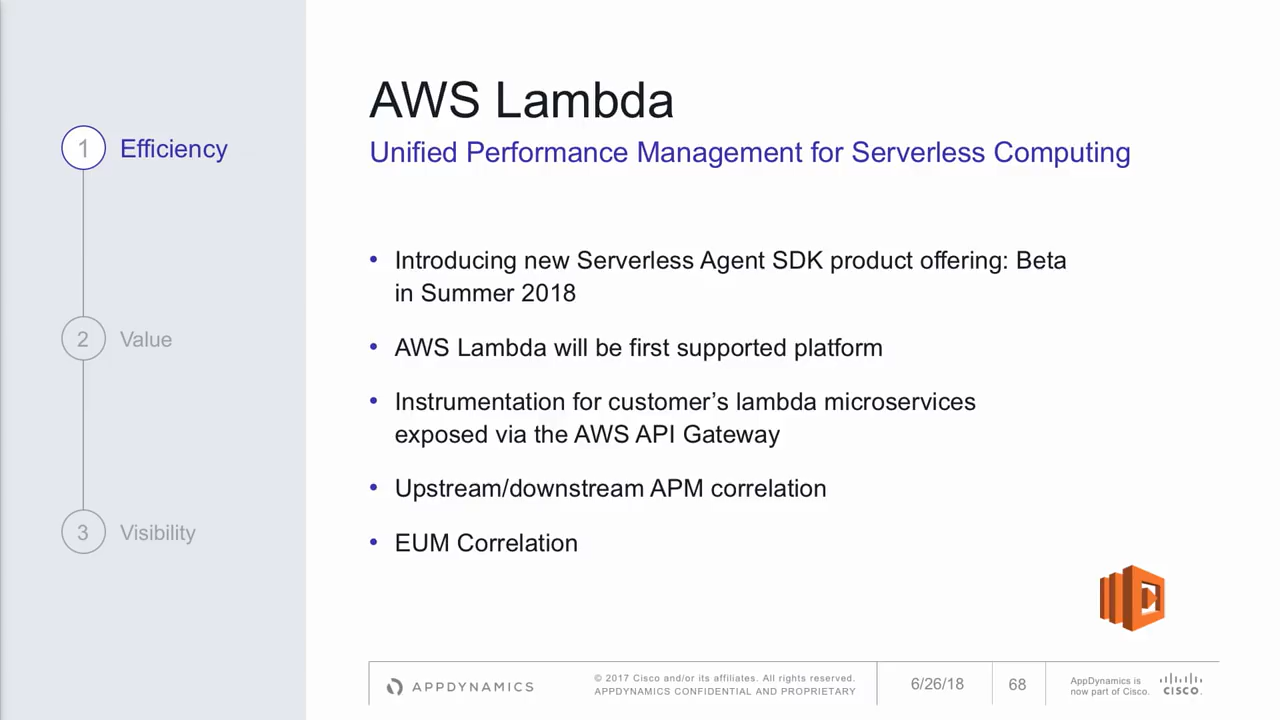 1 Efficiency
2 Value
3 Visibility
AWS Lambda
Unified Performance Management for Serverless Computing
• Introducing new Serverless Agent SDK product offering: Beta
in Summer 2018
• AWS Lambda will be first supported platform
• Instrumentation for customer’s lambda microservices
exposed via the AWS API Gateway
• Upstream/downstream APM correlation
• EUM Correlation
APPDYNAMICS
© 2017 Cisco and/or its affiliates. All rights reserved.
APPDYNAMICS CONFIDENTIAL AND PROPRIETARY
6/26/18
68
AppDynamics is
now part of Cisco.
CISCO.